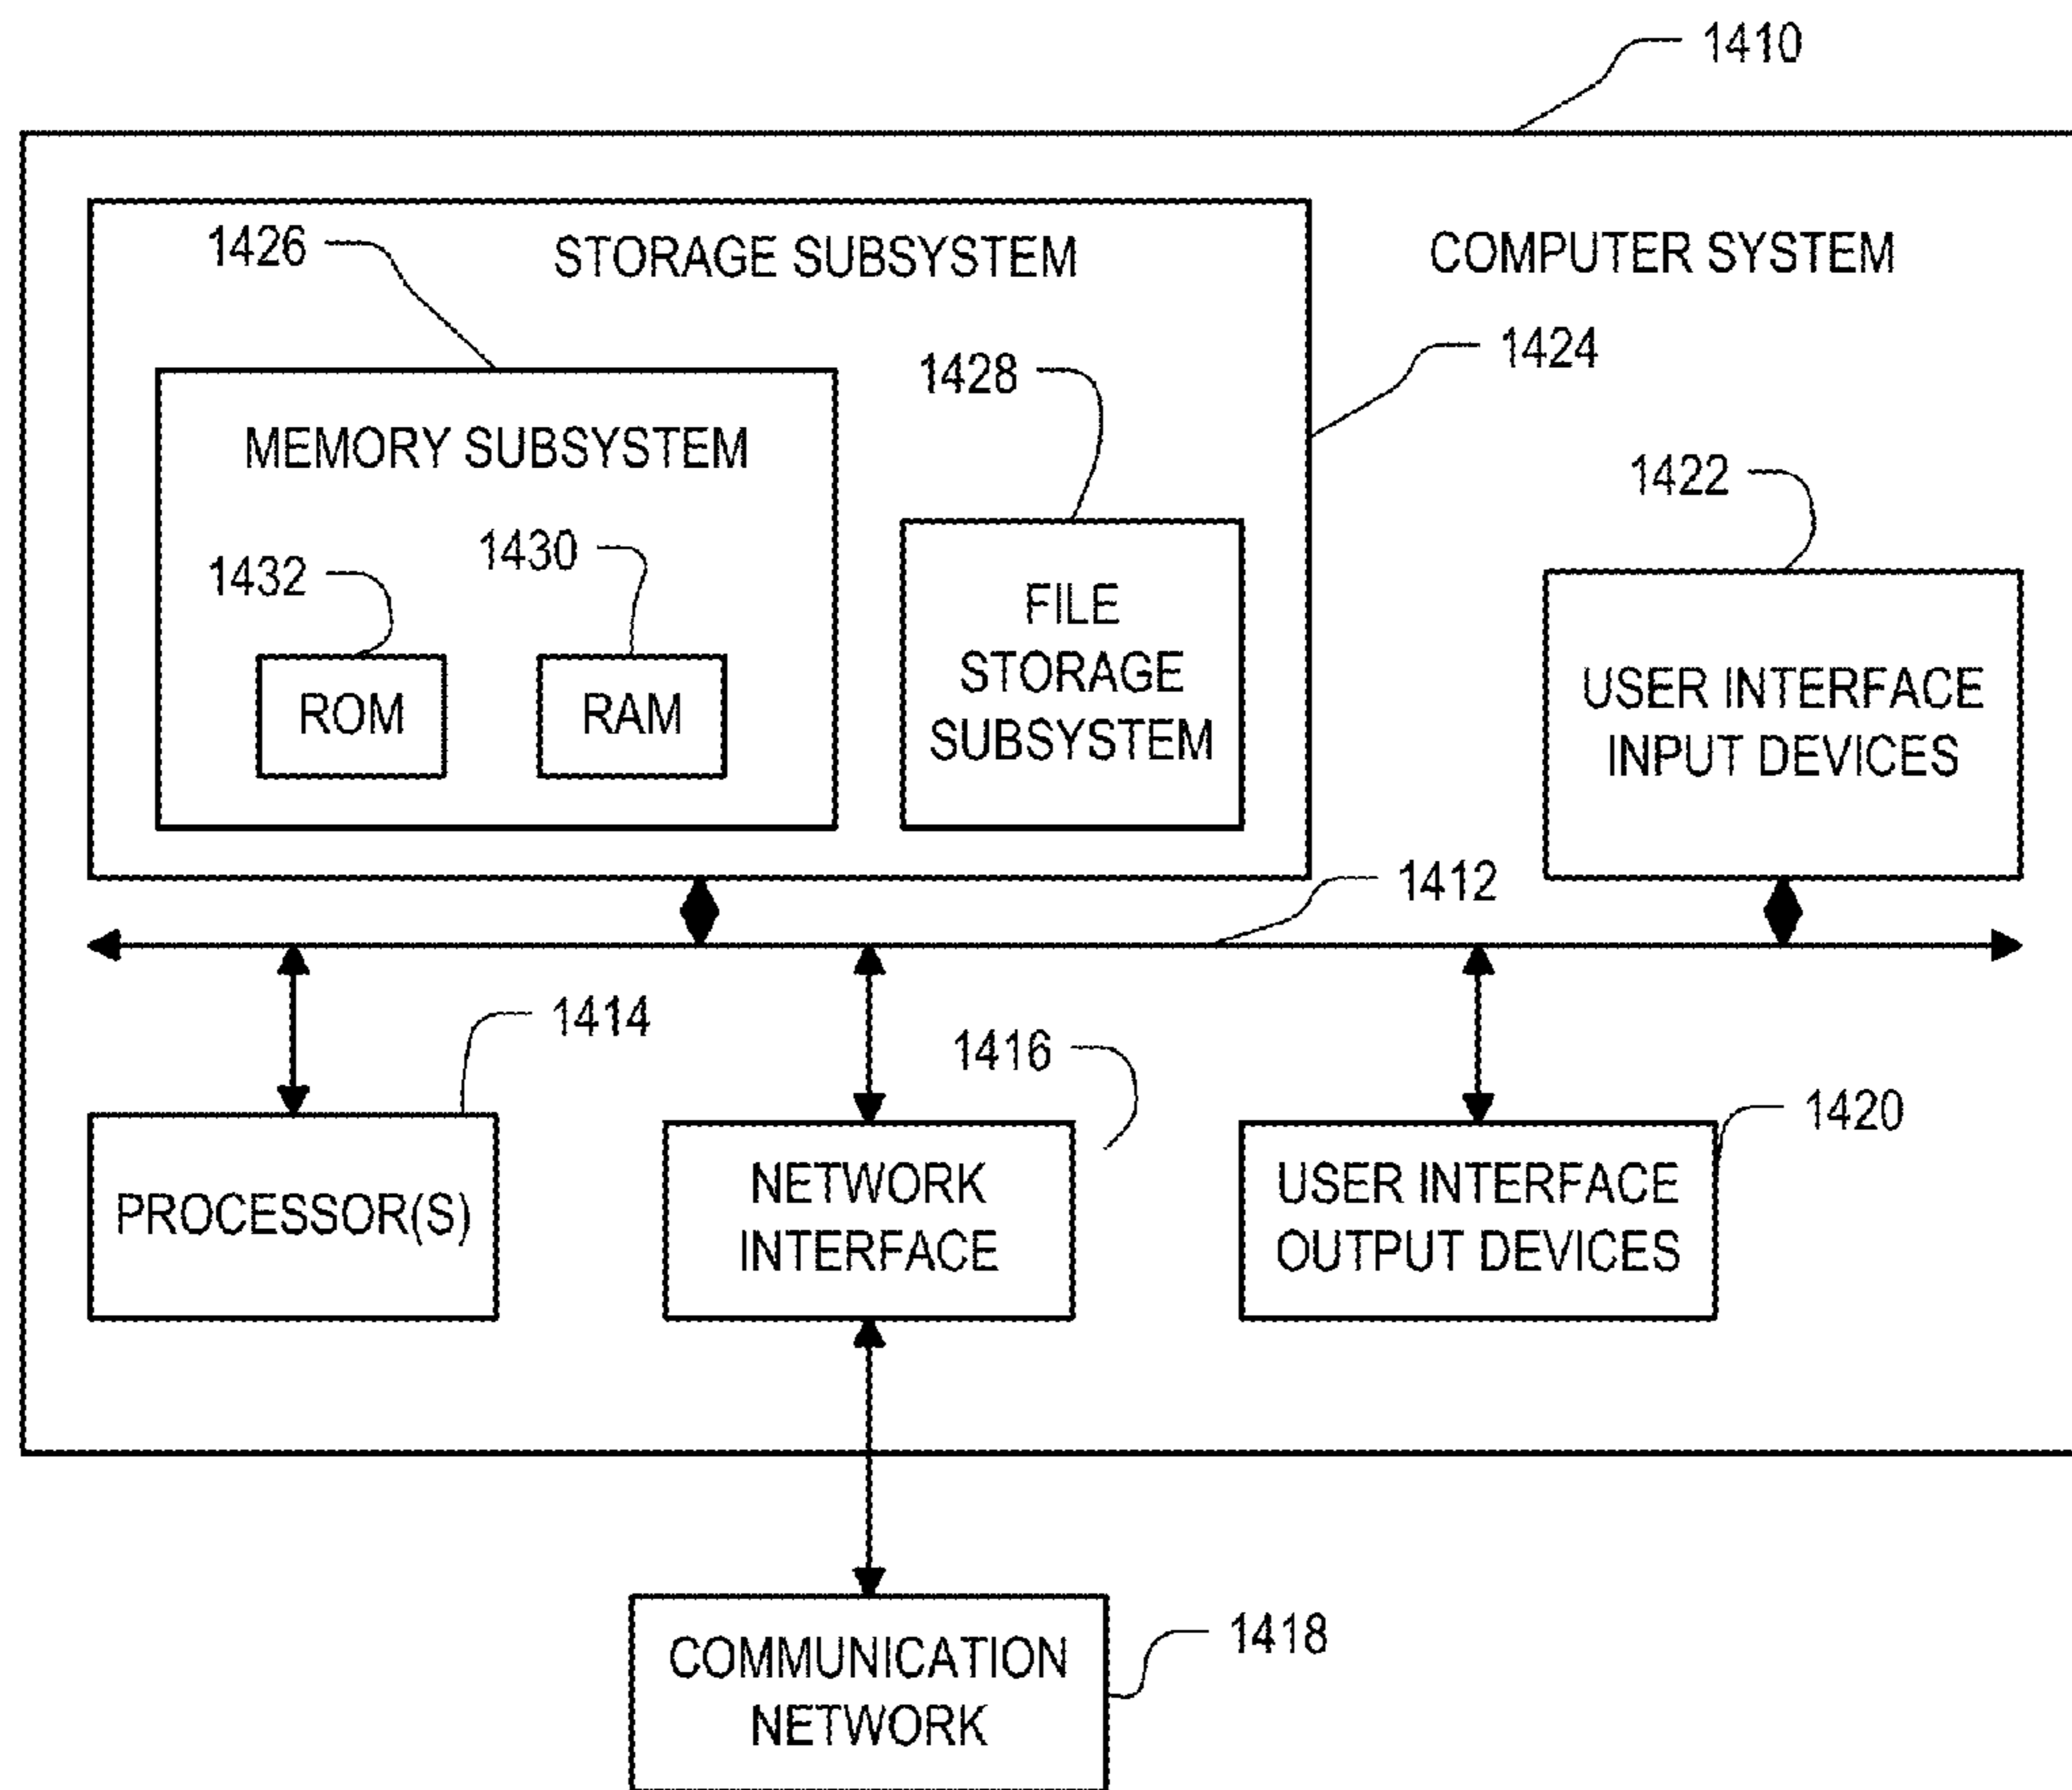 1410
1426
STORAGE SUBSYSTEM
COMPUTER SYSTEM
1424
1428
MEMORY SUBSYSTEM
1422
1432
1430
ROM
RAM
FILE
STORAGE
SUBSYSTEM
USER INTERFACE
INPUT DEVICES
1412
1414
1416
1420
PROCESSOR(S)
NETWORK
INTERFACE
USER INTERFACE
OUTPUT DEVICES
1418
COMMUNICATION
NETWORK